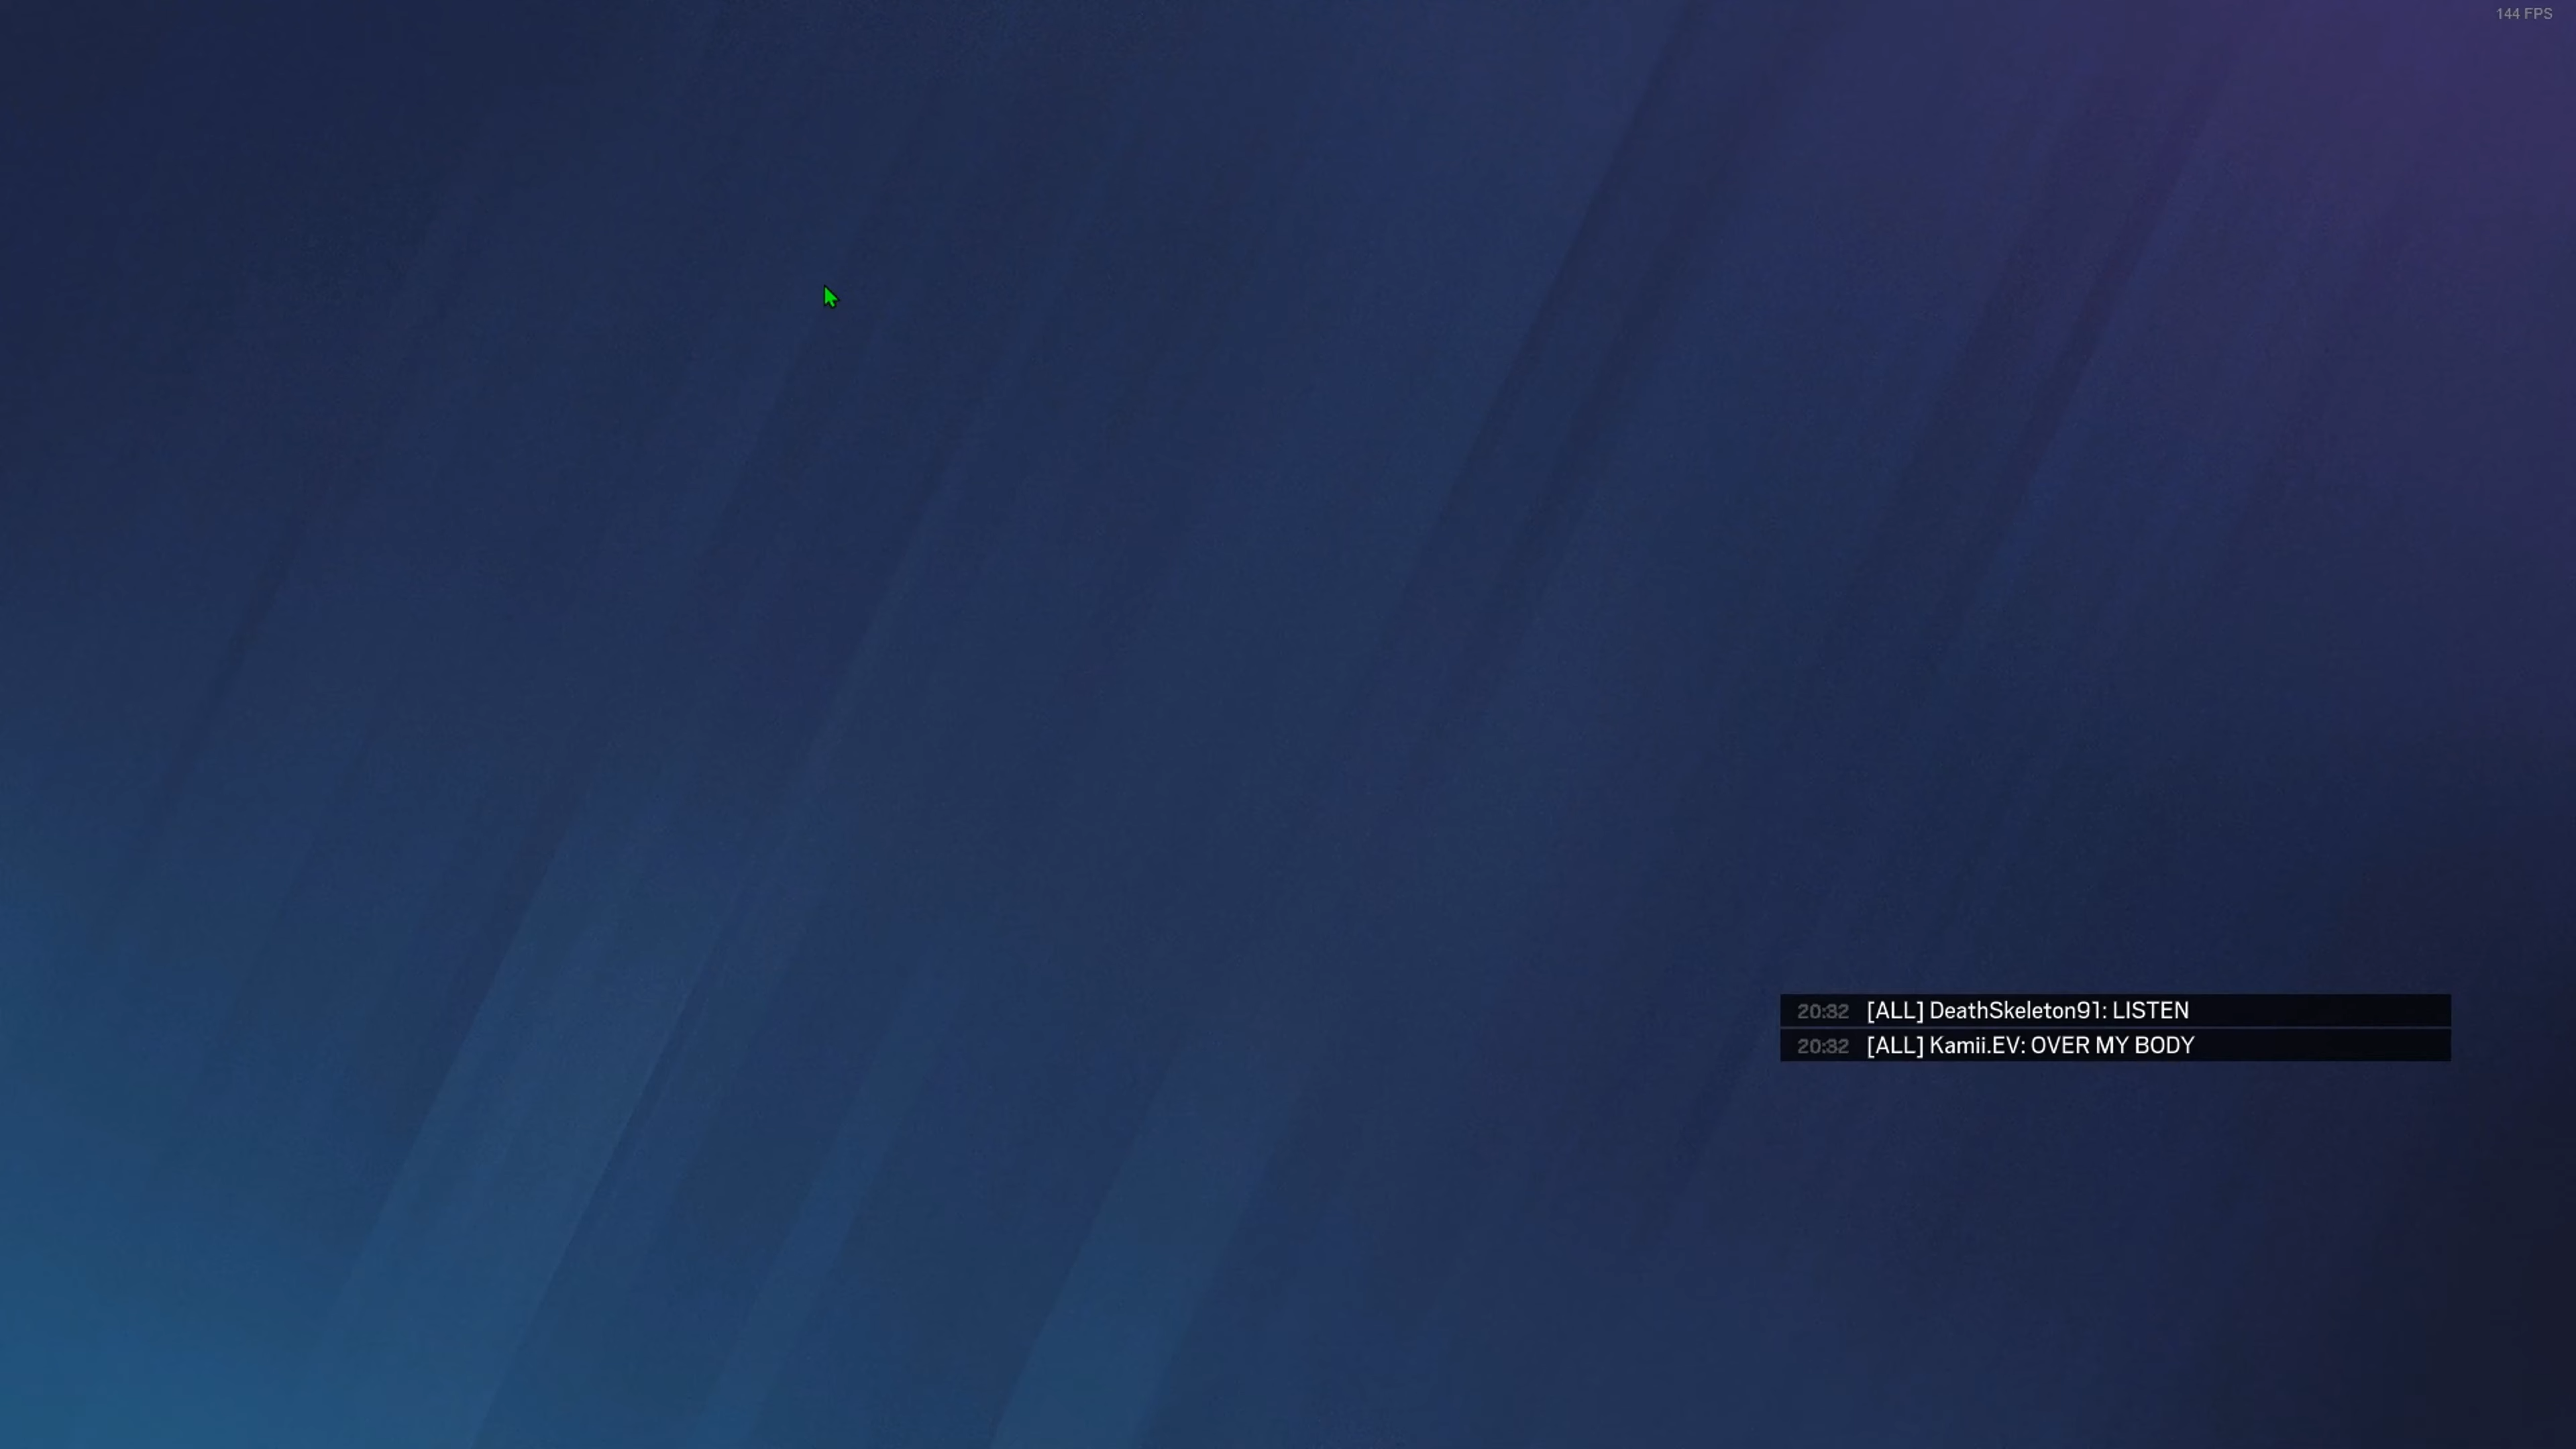 144 FPS
20:32 [ALL] DeathSkeleton91: LISTEN
20:32 [ALL] Kamii.EV: OVER MY BODY